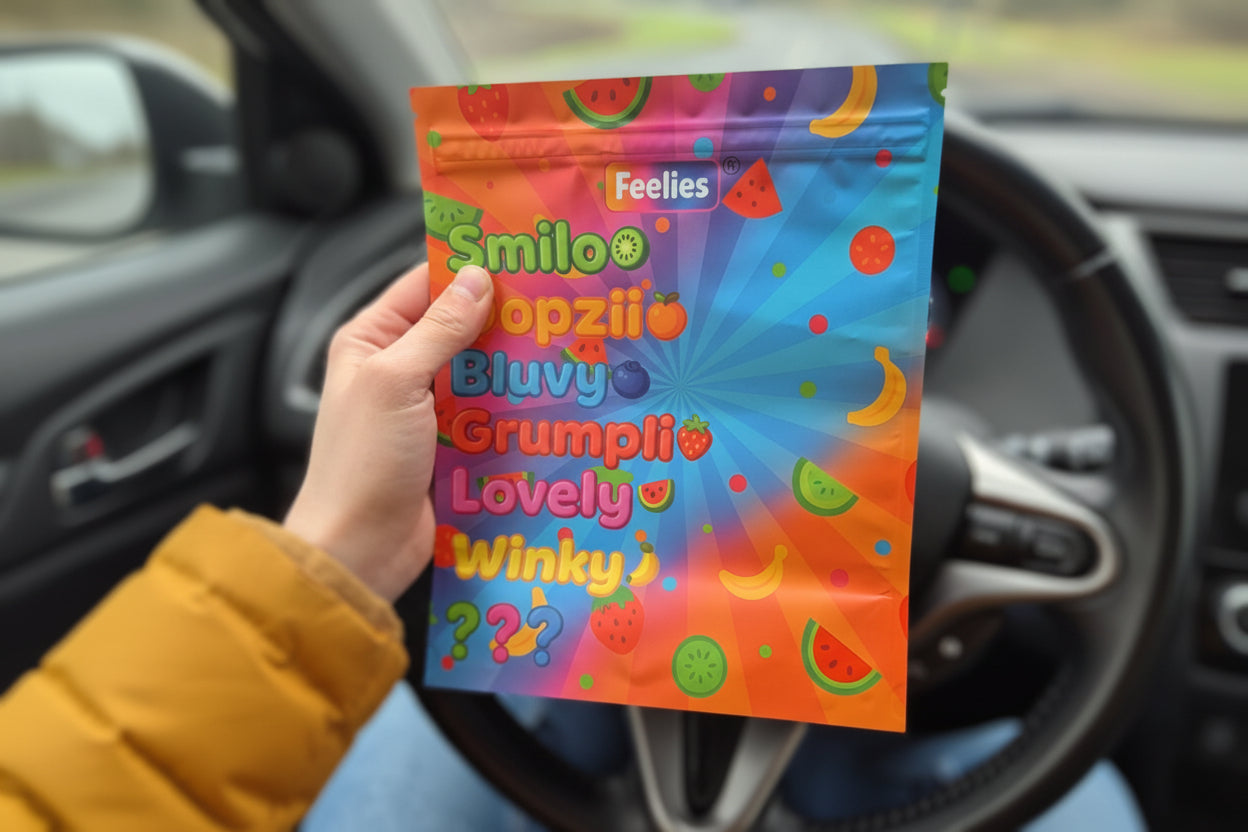 Feelies ®
Smiloo
Bluvy
Grumpli
Lovely
Winky
???